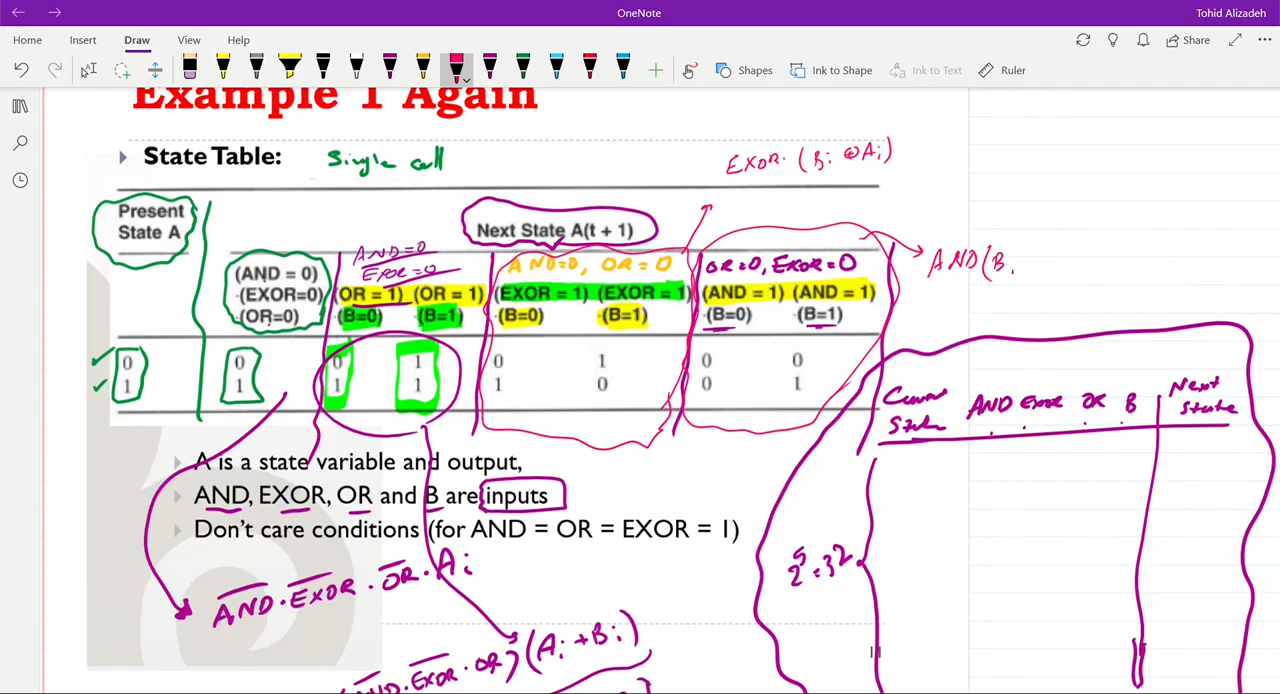 OneNote
Tohid Alizadeh
Home Insert Draw View Help
Share
Shapes Ink to Shape Ink to Text Ruler
Example 1 Again
State Table: Single cell
EXOR. (Bi ⊕ Ai)
Present
State A
Next State A(t + 1)
AND=0
EXOR=0
AND=0, OR=0
OR=0, EXOR=0
AND(B.
(AND = 0)
(EXOR=0) (OR = 1) (OR = 1) (EXOR = 1) (EXOR = 1) (AND = 1) (AND = 1)
(OR=0) (B=0) (B=1) (B=0) (B=1) (B=0) (B=1)
0 0 0 1 0 1 0 0
1 1 1 1 1 0 0 1
Current
State
AND EXOR OR B
Next
State
A is a state variable and output,
AND, EXOR, OR and B are inputs
Don't care conditions (for AND = OR = EXOR = 1)
2⁵ = 32
A̅N̅D̅ · E̅X̅O̅R̅ · O̅R̅ · Ai
AND · E̅X̅O̅R̅ · OR) (Ai + Bi)